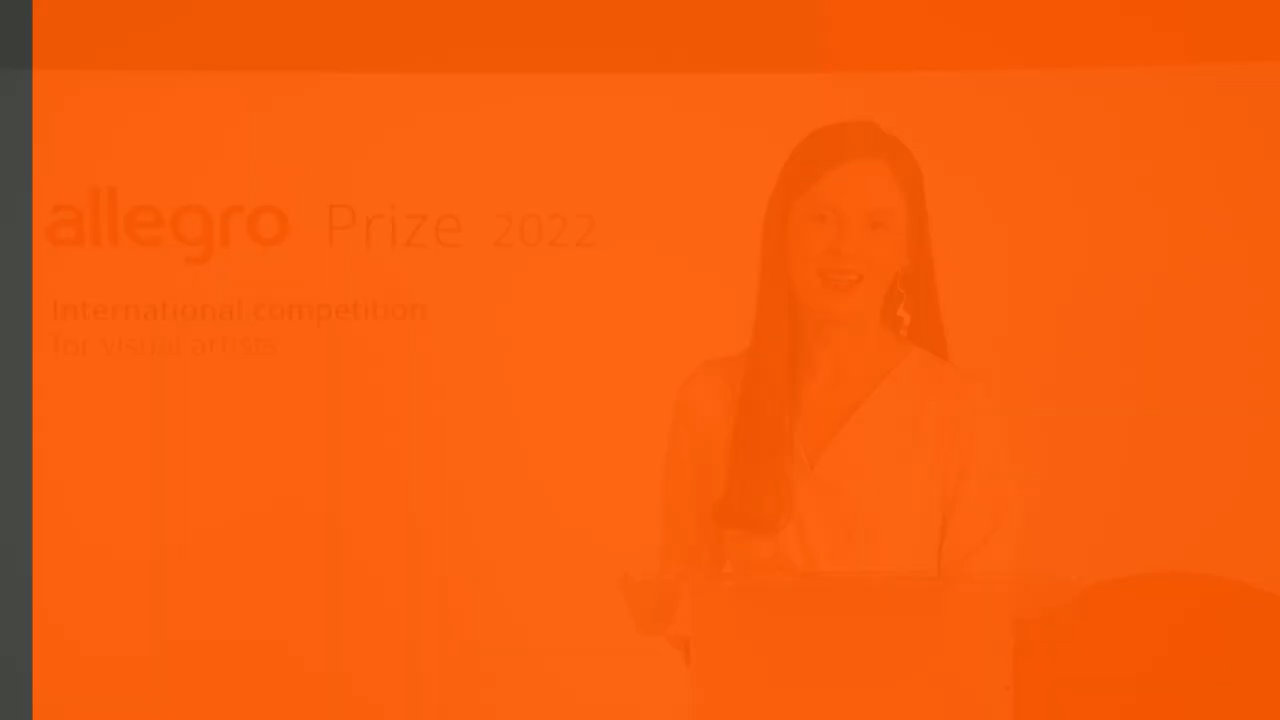 allegro Prize 2022
International competition
for visual artists